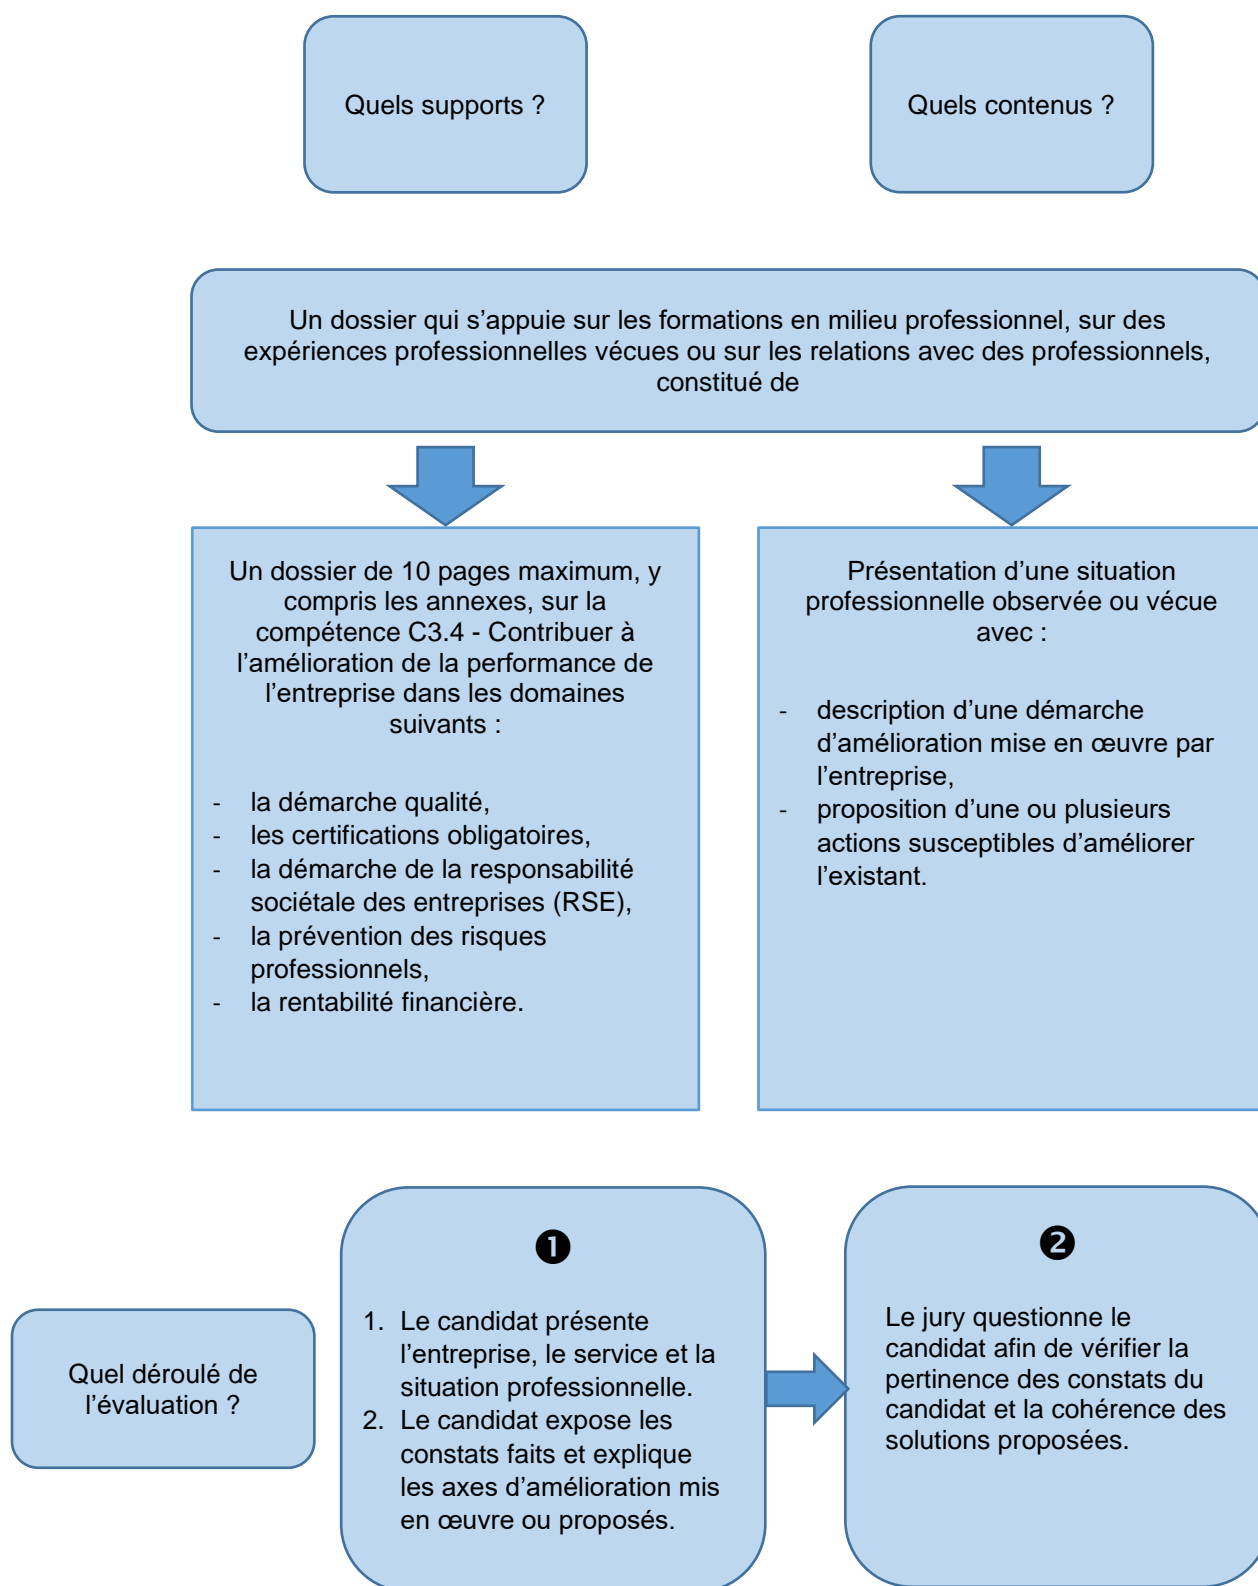 Quels supports ?
Quels contenus ?
Un dossier qui s’appuie sur les formations en milieu professionnel, sur des
expériences professionnelles vécues ou sur les relations avec des professionnels,
constitué de
Un dossier de 10 pages maximum, y
compris les annexes, sur la
compétence C3.4 - Contribuer à
l’amélioration de la performance de
l’entreprise dans les domaines
suivants :
- la démarche qualité,
- les certifications obligatoires,
- la démarche de la responsabilité
sociétale des entreprises (RSE),
- la prévention des risques
professionnels,
- la rentabilité financière.
Présentation d’une situation
professionnelle observée ou vécue
avec :
- description d’une démarche
d’amélioration mise en œuvre par
l’entreprise,
- proposition d’une ou plusieurs
actions susceptibles d’améliorer
l’existant.
Quel déroulé de
l’évaluation ?
❶
1. Le candidat présente
l’entreprise, le service et la
situation professionnelle.
2. Le candidat expose les
constats faits et explique
les axes d’amélioration mis
en œuvre ou proposés.
❷
Le jury questionne le
candidat afin de vérifier la
pertinence des constats du
candidat et la cohérence des
solutions proposées.